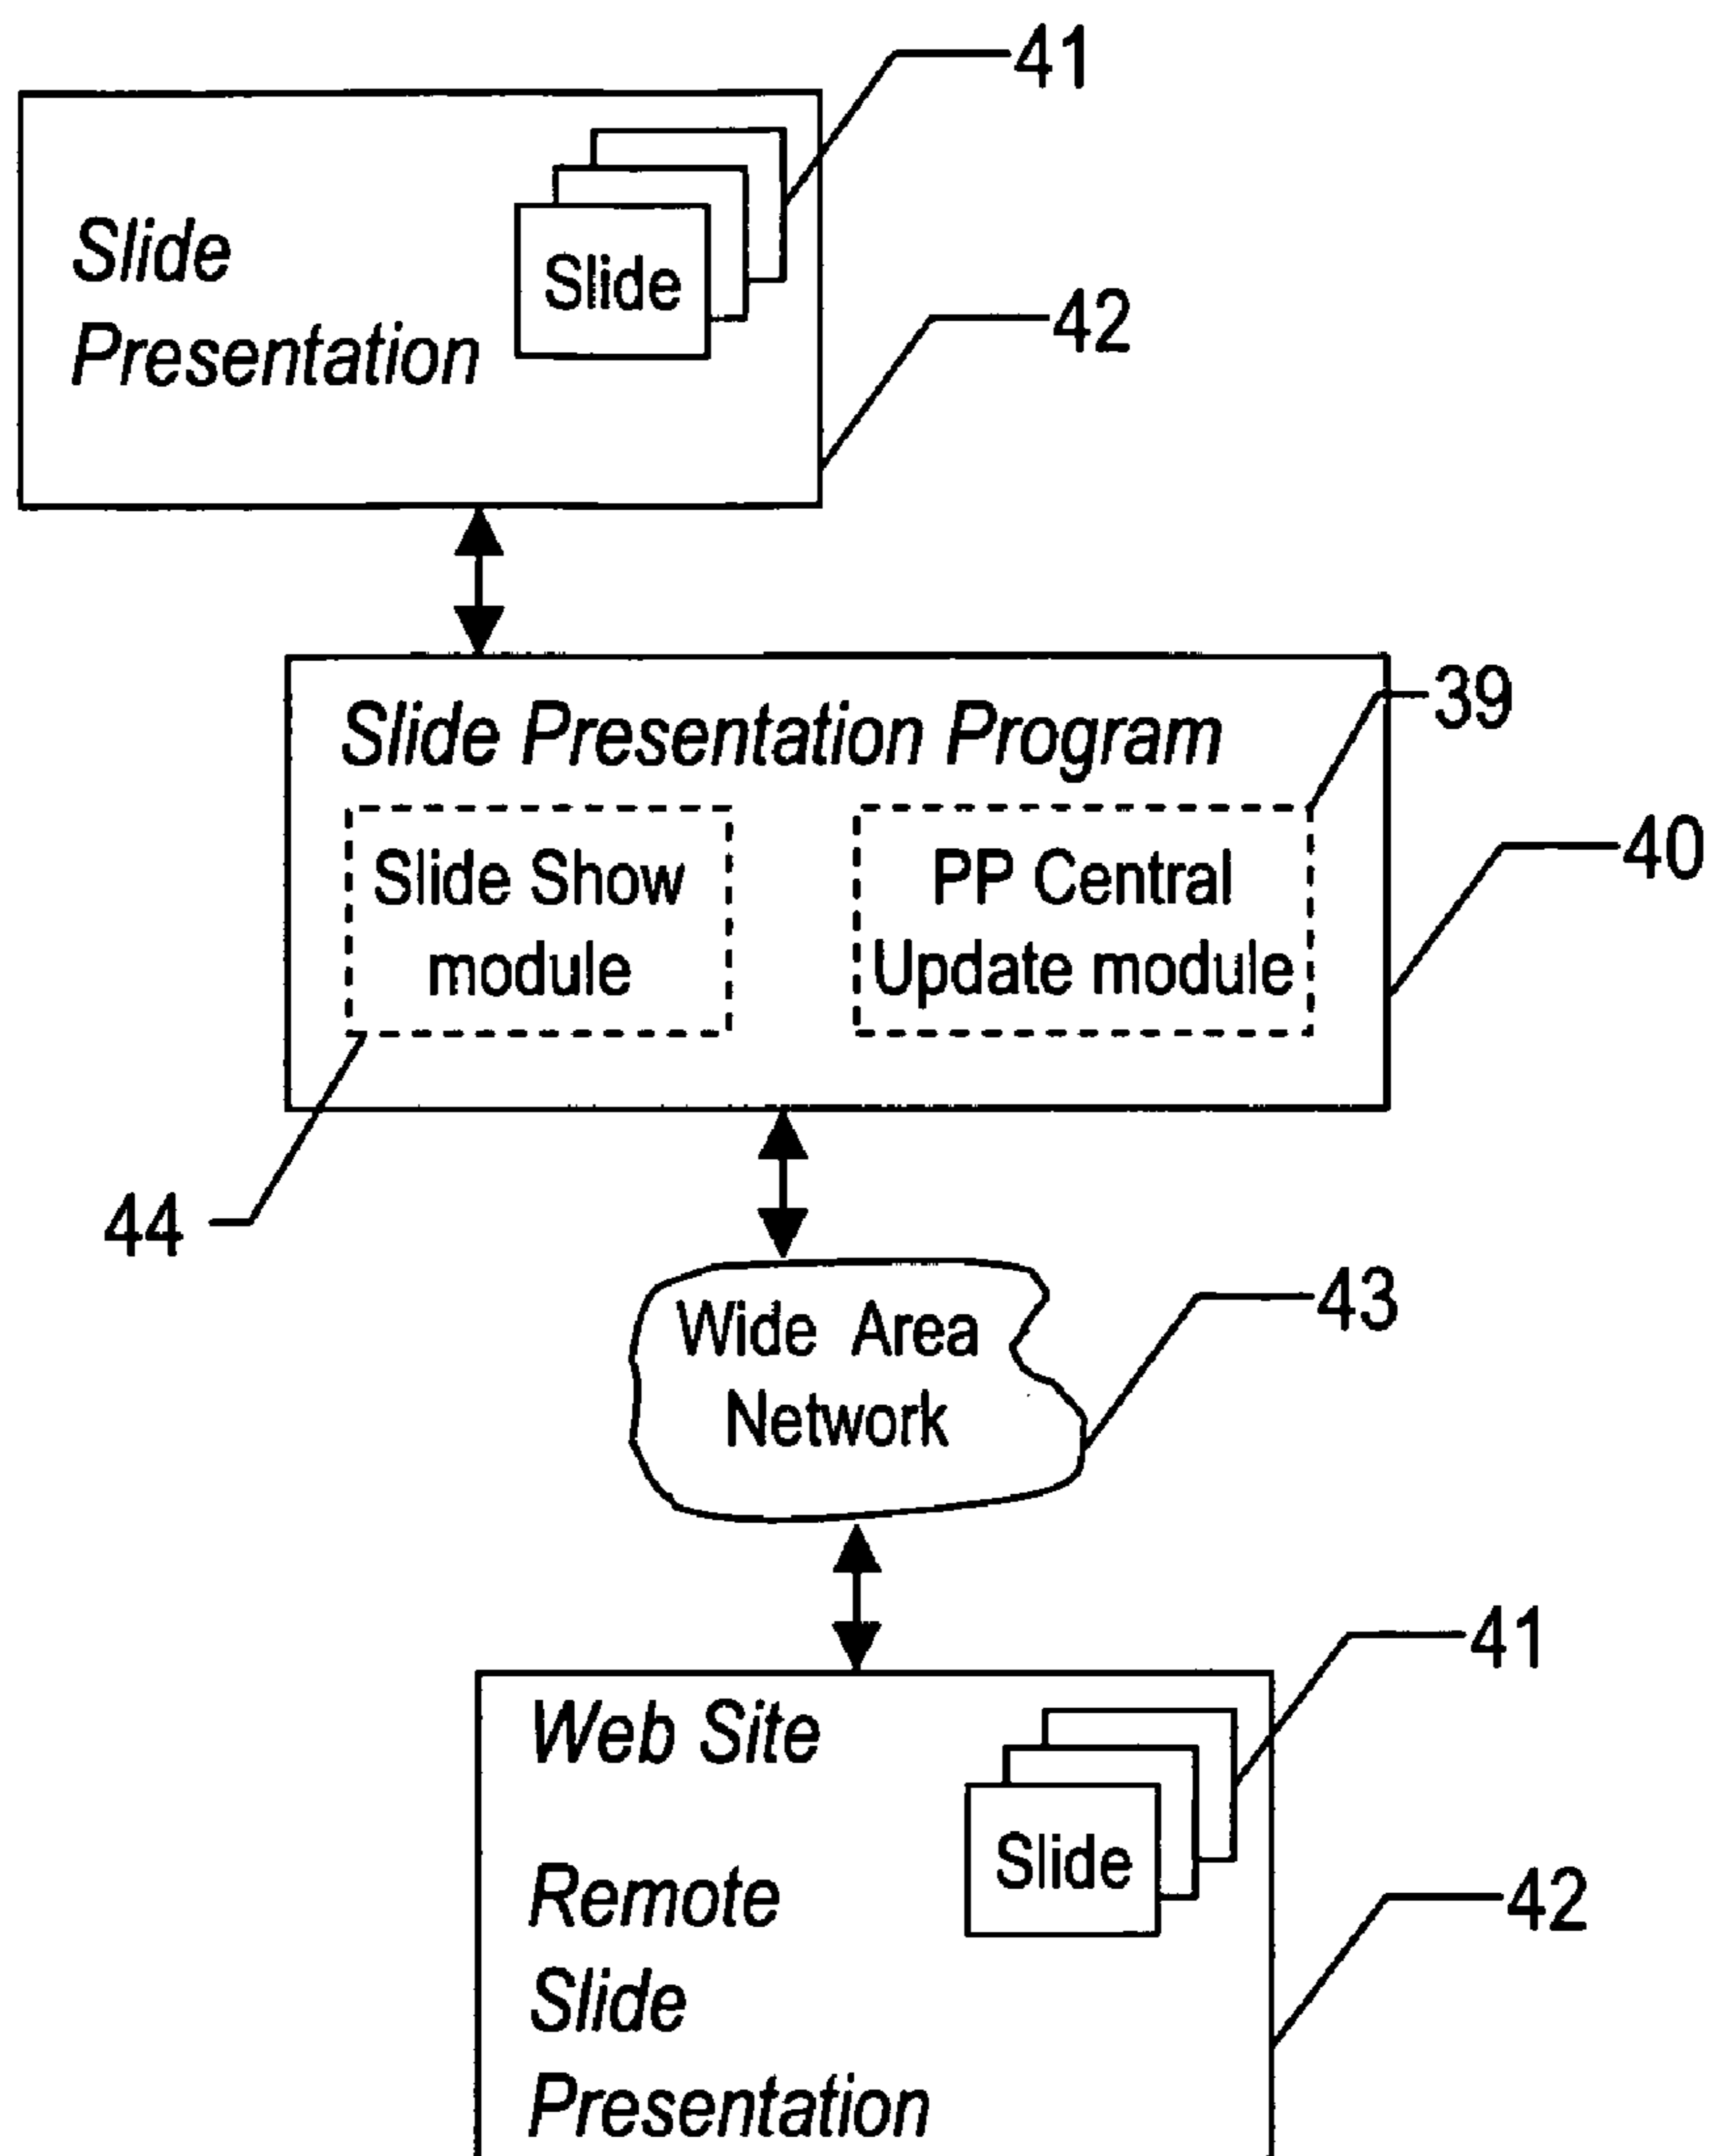 41
Slide
Presentation
Slide
42
Slide Presentation Program
39
Slide Show
module
PP Central
Update module
40
44
Wide Area
Network
43
41
Web Site
Slide
42
Remote
Slide
Presentation